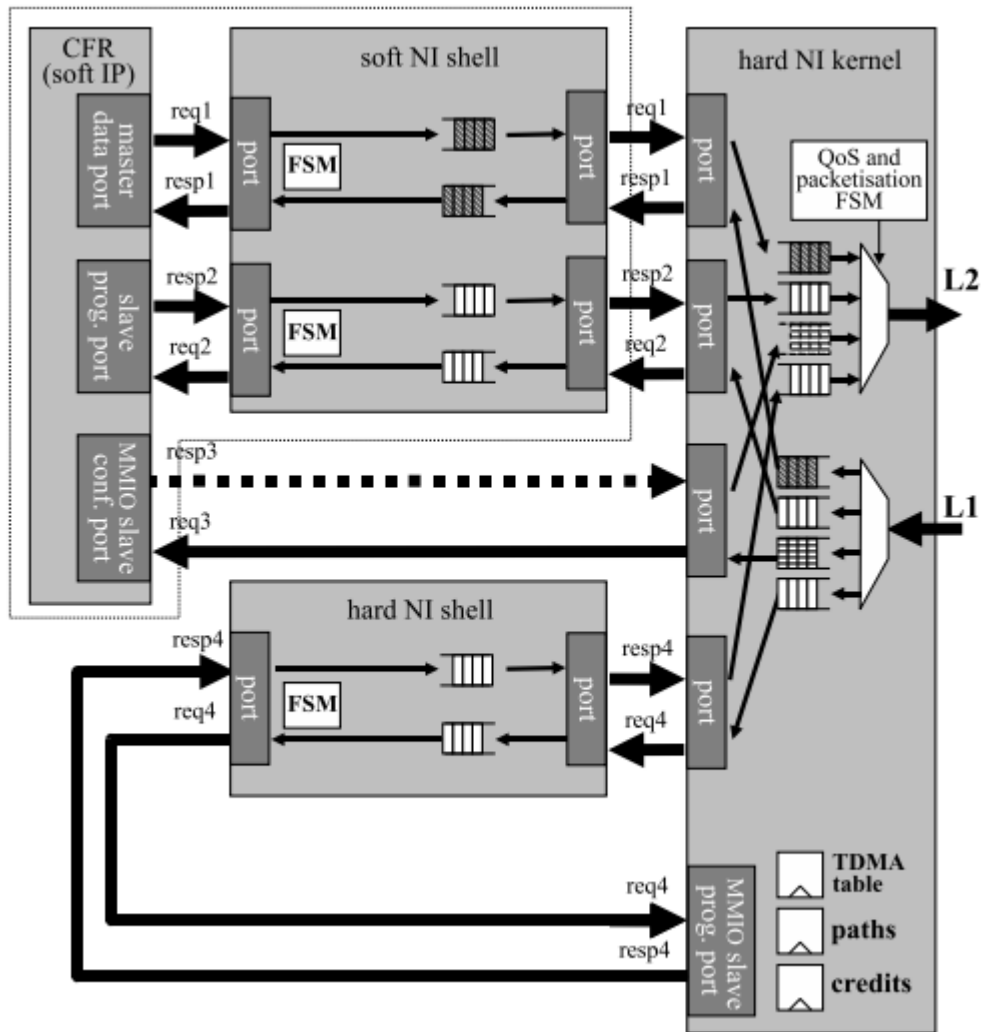 CFR
(soft IP)
soft NI shell
hard NI kernel
master
data port
req1
resp1
port
FSM
port
req1
resp1
port
QoS and
packetisation
FSM
slave
prog. port
resp2
req2
port
FSM
port
resp2
req2
port
L2
MMIO slave
conf. port
resp3
req3
port
L1
hard NI shell
resp4
req4
port
FSM
port
resp4
req4
port
req4
resp4
MMIO slave
prog. port
TDMA
table
paths
credits